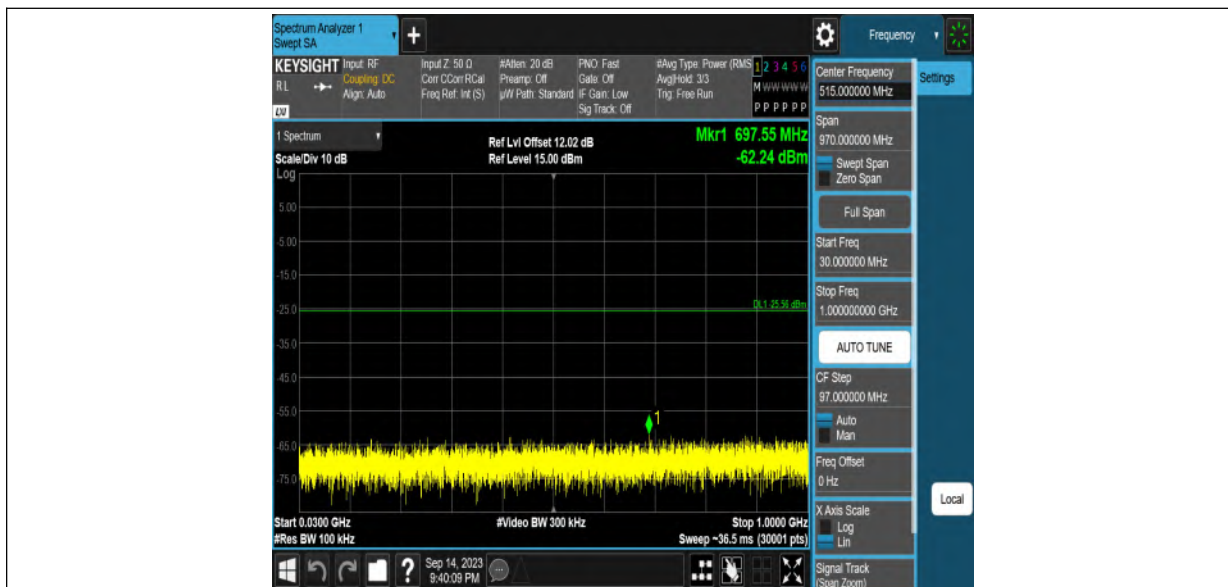 Spectrum Analyzer 1
Swept SA
+
Frequency
KEYSIGHT
RL
LXI
Input: RF
Coupling: DC
Align: Auto
Input Z: 50 Ω
Corr CCorr RCal
Freq Ref: Int (S)
#Atten: 20 dB
Preamp: Off
µW Path: Standard
PNO: Fast
Gate: Off
IF Gain: Low
Sig Track: Off
#Avg Type: Power (RMS
Avg|Hold: 3/3
Trig: Free Run
1 2 3 4 5 6
M W W W W W
P P P P P P
1 Spectrum
Scale/Div 10 dB
Ref Lvl Offset 12.02 dB
Ref Level 15.00 dBm
Mkr1 697.55 MHz
-62.24 dBm
Log
5.00
-5.00
-15.0
-25.0
DL1 -25.56 dBm
-35.0
-45.0
-55.0
1
-65.0
-75.0
Start 0.0300 GHz
#Video BW 300 kHz
Stop 1.0000 GHz
#Res BW 100 kHz
Sweep ~36.5 ms (30001 pts)
?
Sep 14, 2023
9:40:09 PM
Center Frequency
515.000000 MHz
Span
970.000000 MHz
Swept Span
Zero Span
Full Span
Start Freq
30.000000 MHz
Stop Freq
1.000000000 GHz
AUTO TUNE
CF Step
97.000000 MHz
Auto
Man
Freq Offset
0 Hz
X Axis Scale
Log
Lin
Signal Track
(Span Zoom)
Settings
Local